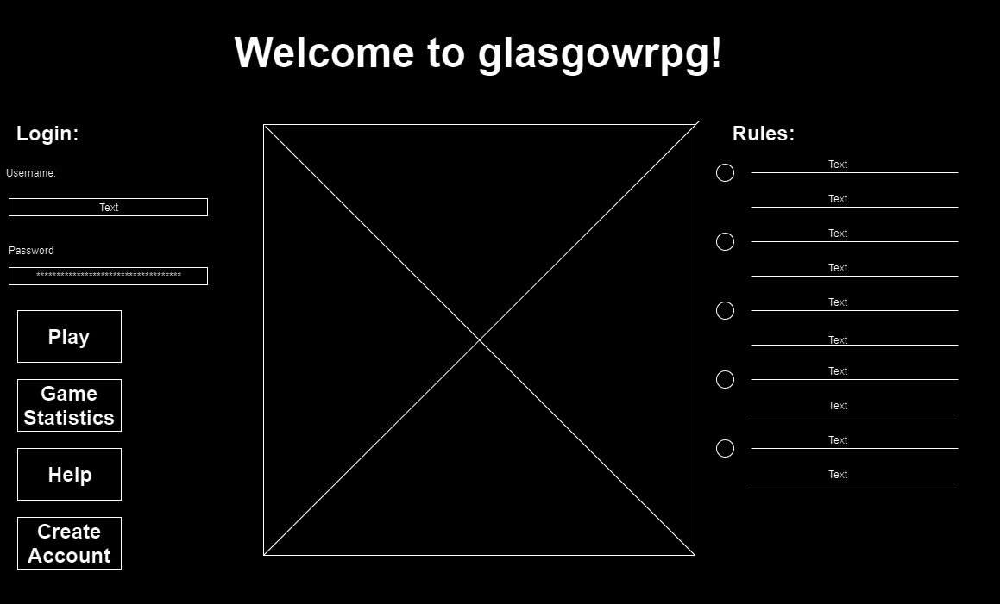 Welcome to glasgowrpg!
Login:
Username:
Text
Password
************************************
Play
Game
Statistics
Help
Create
Account
Rules:
Text
Text
Text
Text
Text
Text
Text
Text
Text
Text